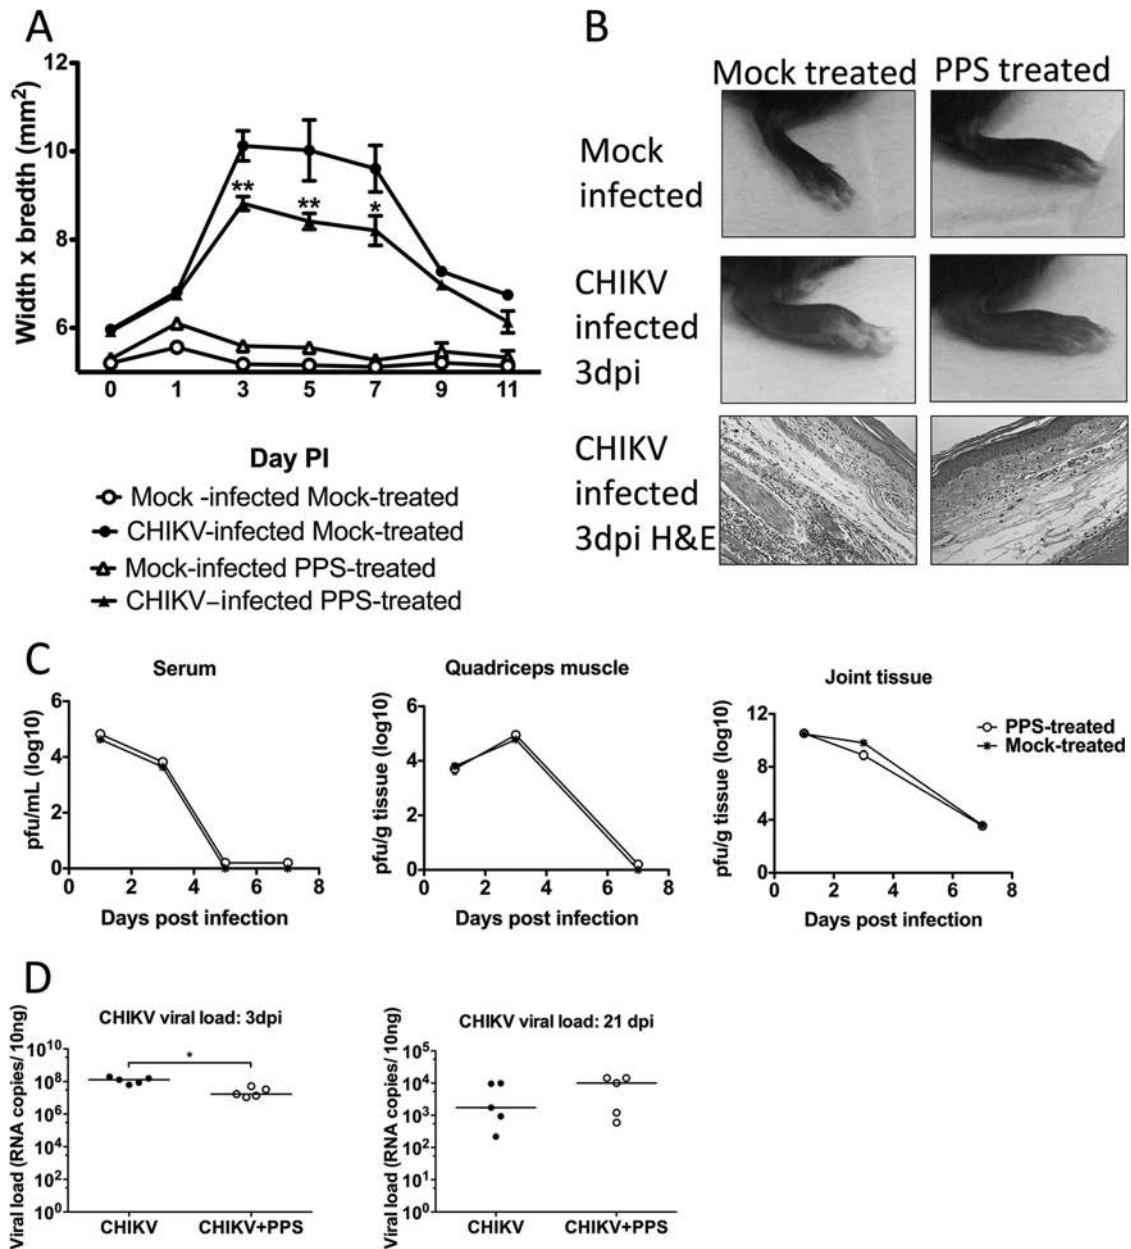 A
Width x bredth (mm²)
12
10
8
6
**
**
*
0 1 3 5 7 9 11
Day PI
Mock -infected Mock-treated
CHIKV-infected Mock-treated
Mock-infected PPS-treated
CHIKV–infected PPS-treated
B
Mock treated PPS treated
Mock
infected
CHIKV
infected
3dpi
CHIKV
infected
3dpi H&E
C
Serum
pfu/mL (log10)
6
4
2
0
0 2 4 6 8
Days post infection
Quadriceps muscle
pfu/g tissue (log10)
6
4
2
0
0 2 4 6 8
Days post infection
Joint tissue
pfu/g tissue (log10)
12
8
4
0
0 2 4 6 8
Days post infection
PPS-treated
Mock-treated
D
CHIKV viral load: 3dpi
Viral load (RNA copies/ 10ng)
10¹⁰
10⁸
10⁶
10⁴
10²
10⁰
*
CHIKV CHIKV+PPS
CHIKV viral load: 21 dpi
Viral load (RNA copies/ 10ng)
10⁵
10⁴
10³
10²
10¹
10⁰
CHIKV CHIKV+PPS